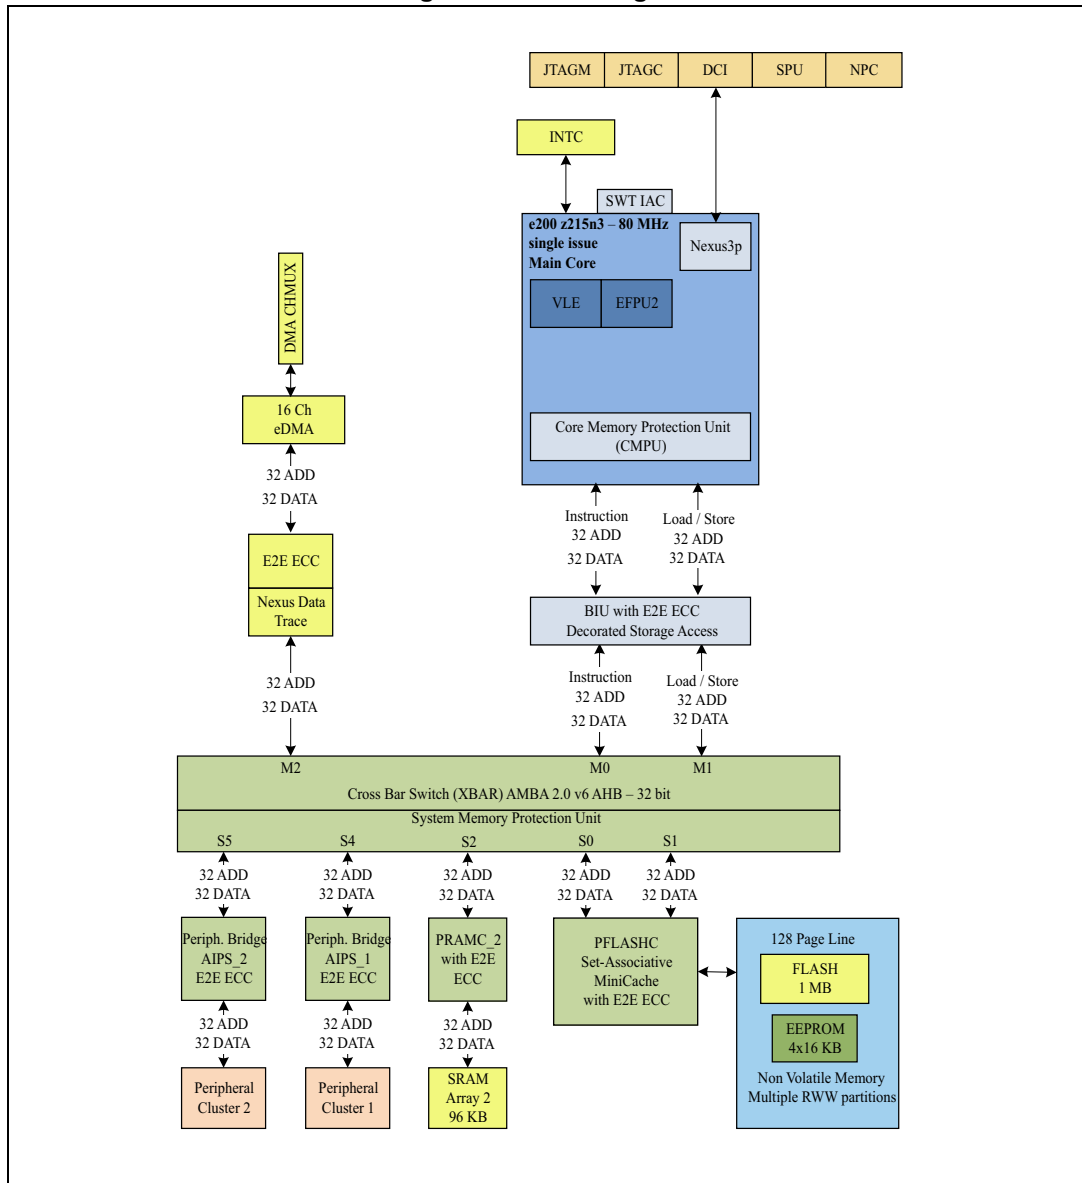 JTAGM JTAGC DCI SPU NPC
INTC
SWT IAC
e200 z215n3 – 80 MHz
single issue
Main Core
Nexus3p
VLE EFPU2
DMA CHMUX
16 Ch
eDMA
Core Memory Protection Unit
(CMPU)
32 ADD
32 DATA
Instruction
32 ADD
32 DATA
Load / Store
32 ADD
32 DATA
E2E ECC
Nexus Data
Trace
BIU with E2E ECC
Decorated Storage Access
32 ADD
32 DATA
Instruction
32 ADD
32 DATA
Load / Store
32 ADD
32 DATA
M2 M0 M1
Cross Bar Switch (XBAR) AMBA 2.0 v6 AHB – 32 bit
System Memory Protection Unit
S5 S4 S2 S0 S1
32 ADD 32 ADD 32 ADD 32 ADD 32 ADD
32 DATA 32 DATA 32 DATA 32 DATA 32 DATA
Periph. Bridge
AIPS_2
E2E ECC
Periph. Bridge
AIPS_1
E2E ECC
PRAMC_2
with E2E
ECC
PFLASHC
Set-Associative
MiniCache
with E2E ECC
128 Page Line
FLASH
1 MB
EEPROM
4x16 KB
Non Volatile Memory
Multiple RWW partitions
32 ADD 32 ADD 32 ADD
32 DATA 32 DATA 32 DATA
Peripheral
Cluster 2
Peripheral
Cluster 1
SRAM
Array 2
96 KB